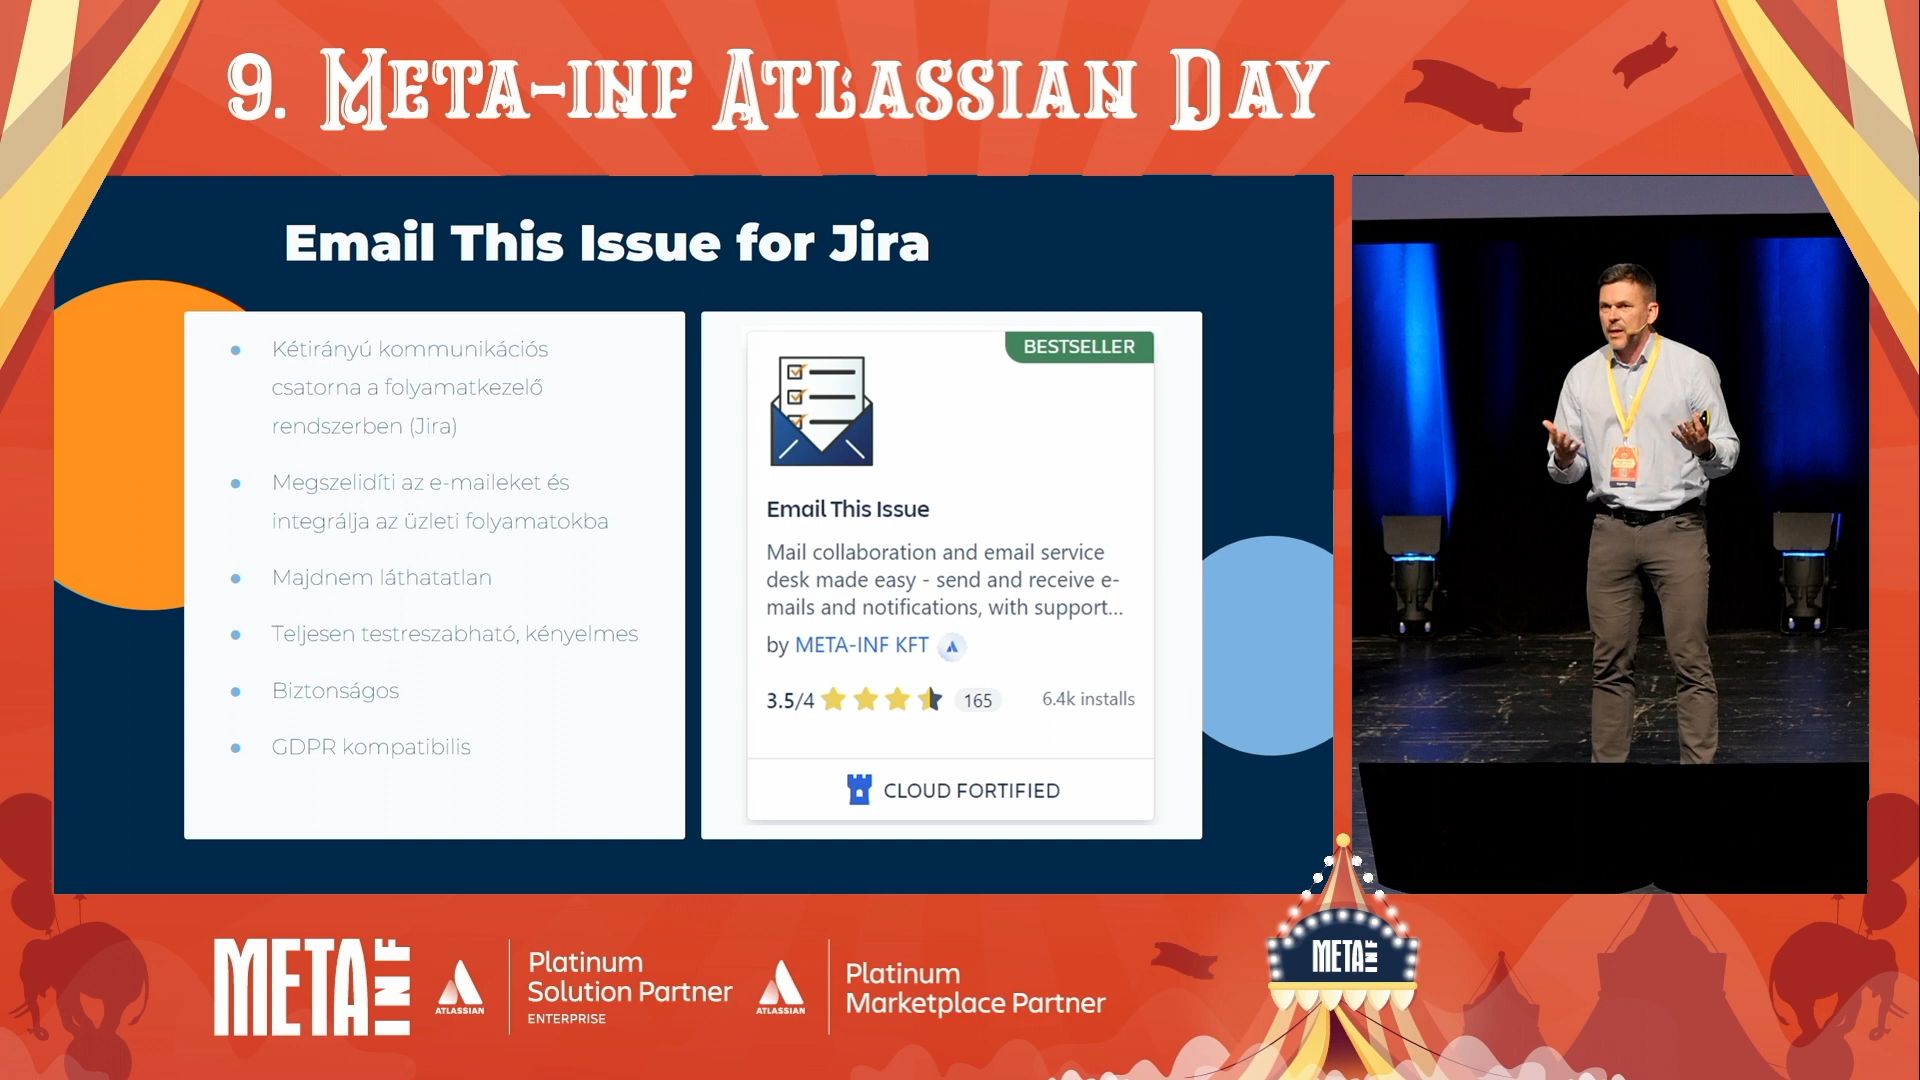 9. META-INF ATLASSIAN DAY
Email This Issue for Jira
Kétirányú kommunikációs
csatorna a folyamatkezelő
rendszerben (Jira)
Megszelidíti az e-maileket és
integrálja az üzleti folyamatokba
Majdnem láthatatlan
Teljesen testreszabható, kényelmes
Biztonságos
GDPR kompatibilis
BESTSELLER
Email This Issue
Mail collaboration and email service
desk made easy - send and receive e-
mails and notifications, with support...
by META-INF KFT
3.5/4 165 6.4k installs
CLOUD FORTIFIED
META INF
ATLASSIAN
Platinum
Solution Partner
ENTERPRISE
ATLASSIAN
Platinum
Marketplace Partner
META INF